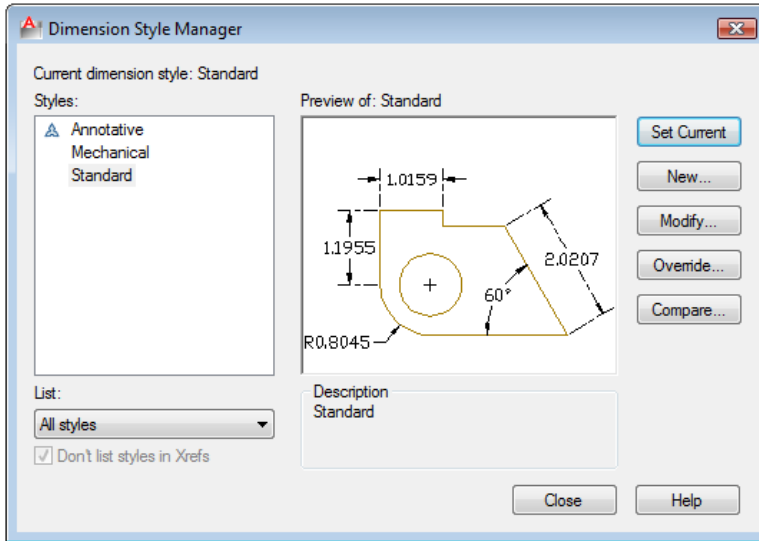 Dimension Style Manager
Current dimension style: Standard
Styles:
Annotative
Mechanical
Standard
List:
All styles
Don't list styles in Xrefs
Preview of: Standard
1.0159
1.1955
2.0207
60°
R0.8045
Description
Standard
Set Current
New...
Modify...
Override...
Compare...
Close
Help